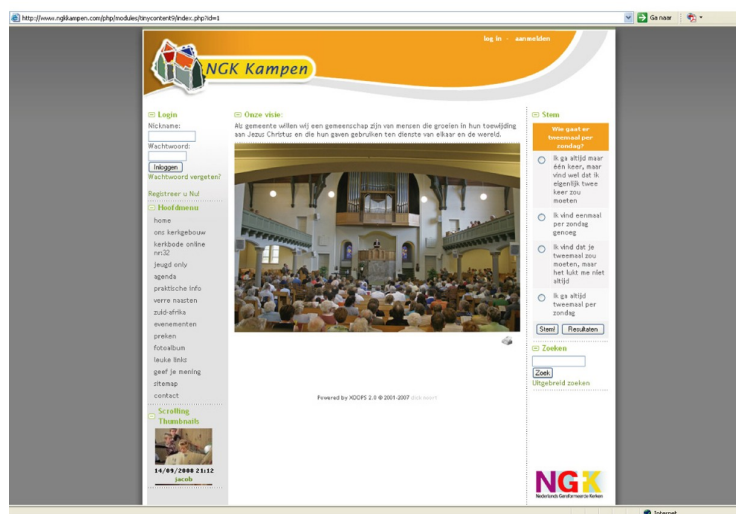 http://www.ngkkampen.com/php/modules/tinycontent9/index.php?id=1
Ga naar
log in
aanmelden
NGK Kampen
Login
Nickname:
Wachtwoord:
Inloggen
Wachtwoord vergeten?
Registreer u Nu!
Hoofdmenu
home
ons kerkgebouw
kerkbode online
nr:32
jeugd only
agenda
praktische info
verre naasten
zuid-afrika
evenementen
preken
fotoalbum
leuke links
geef je mening
sitemap
contact
Scrolling
Thumbnails
14/09/2008 21:12
jacob
Onze visie:
Als gemeente willen wij een gemeenschap zijn van mensen die groeien in hun toewijding
aan Jezus Christus en die hun gaven gebruiken ten dienste van elkaar en de wereld.
Powered by XOOPS 2.0 © 2001-2007
Stem
Wie gaat er
tweemaal per
zondag?
Ik ga altijd maar
één keer, maar
vind wel dat ik
eigenlijk twee
keer zou
moeten
Ik vind eenmaal
per zondag
genoeg
Ik vind dat je
tweemaal zou
moeten, maar
het lukt me niet
altijd
Ik ga altijd
tweemaal per
zondag
Stem!
Resultaten
Zoeken
Zoek
Uitgebreid zoeken
NGK
Nederlands Gereformeerde Kerken
Internet